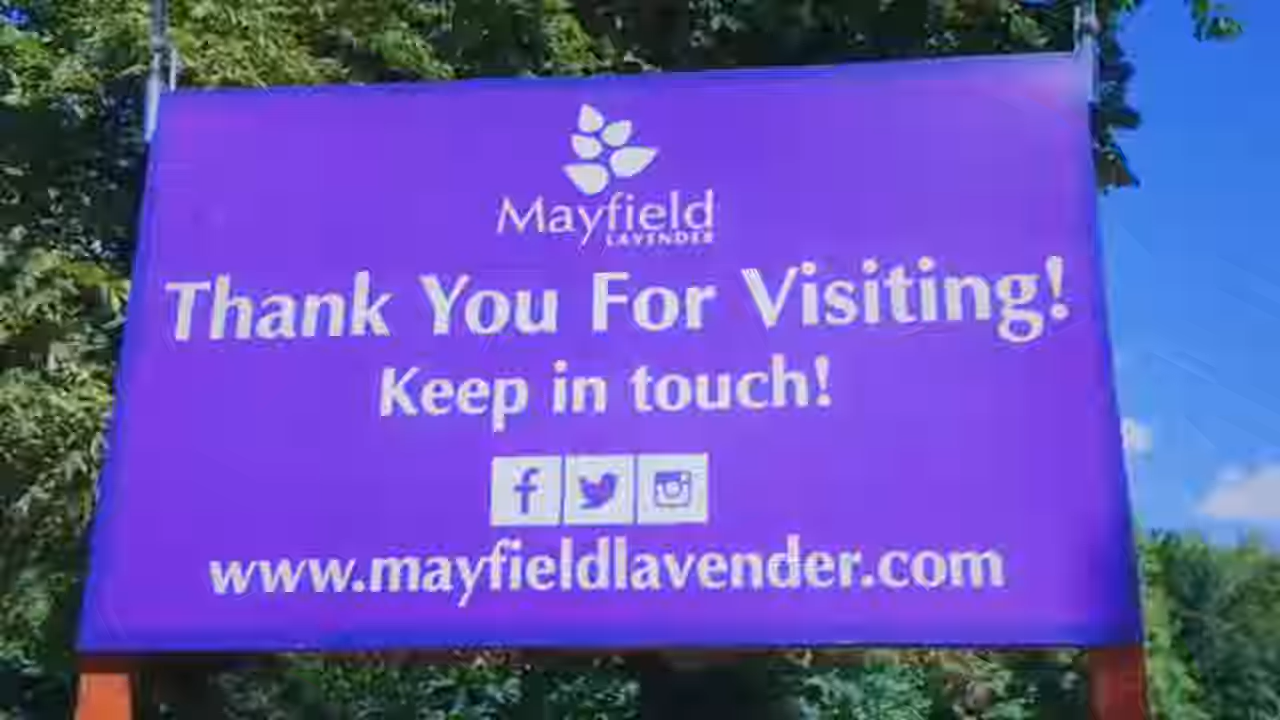 Mayfield
LAVENDER
Thank You For Visiting!
Keep in touch!
www.mayfieldlavender.com